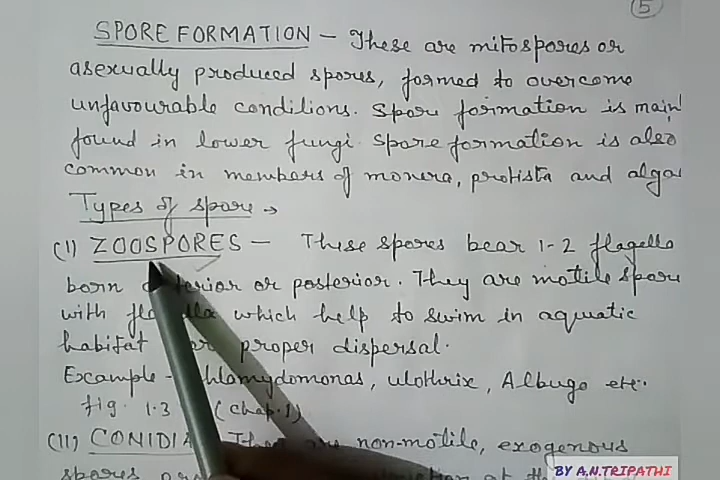 5
SPORE FORMATION - These are mitospores or
asexually produced spores, formed to overcome
unfavourable conditions. Spore formation is main
found in lower fungi. Spore formation is also
common in members of monera, protista and algae
Types of spore →
(I) ZOOSPORES - These spores bear 1-2 flagella
born or posterior. They are motile spore
with which help to swim in aquatic
habitat proper dispersal.
Example - Chlamydomonas, Ulothrix, Albugo etc.
fig. 1.3 (Chap. 1)
(II) CONIDIA They are non-motile, exogenous
spores
BY A.N.TRIPATHI